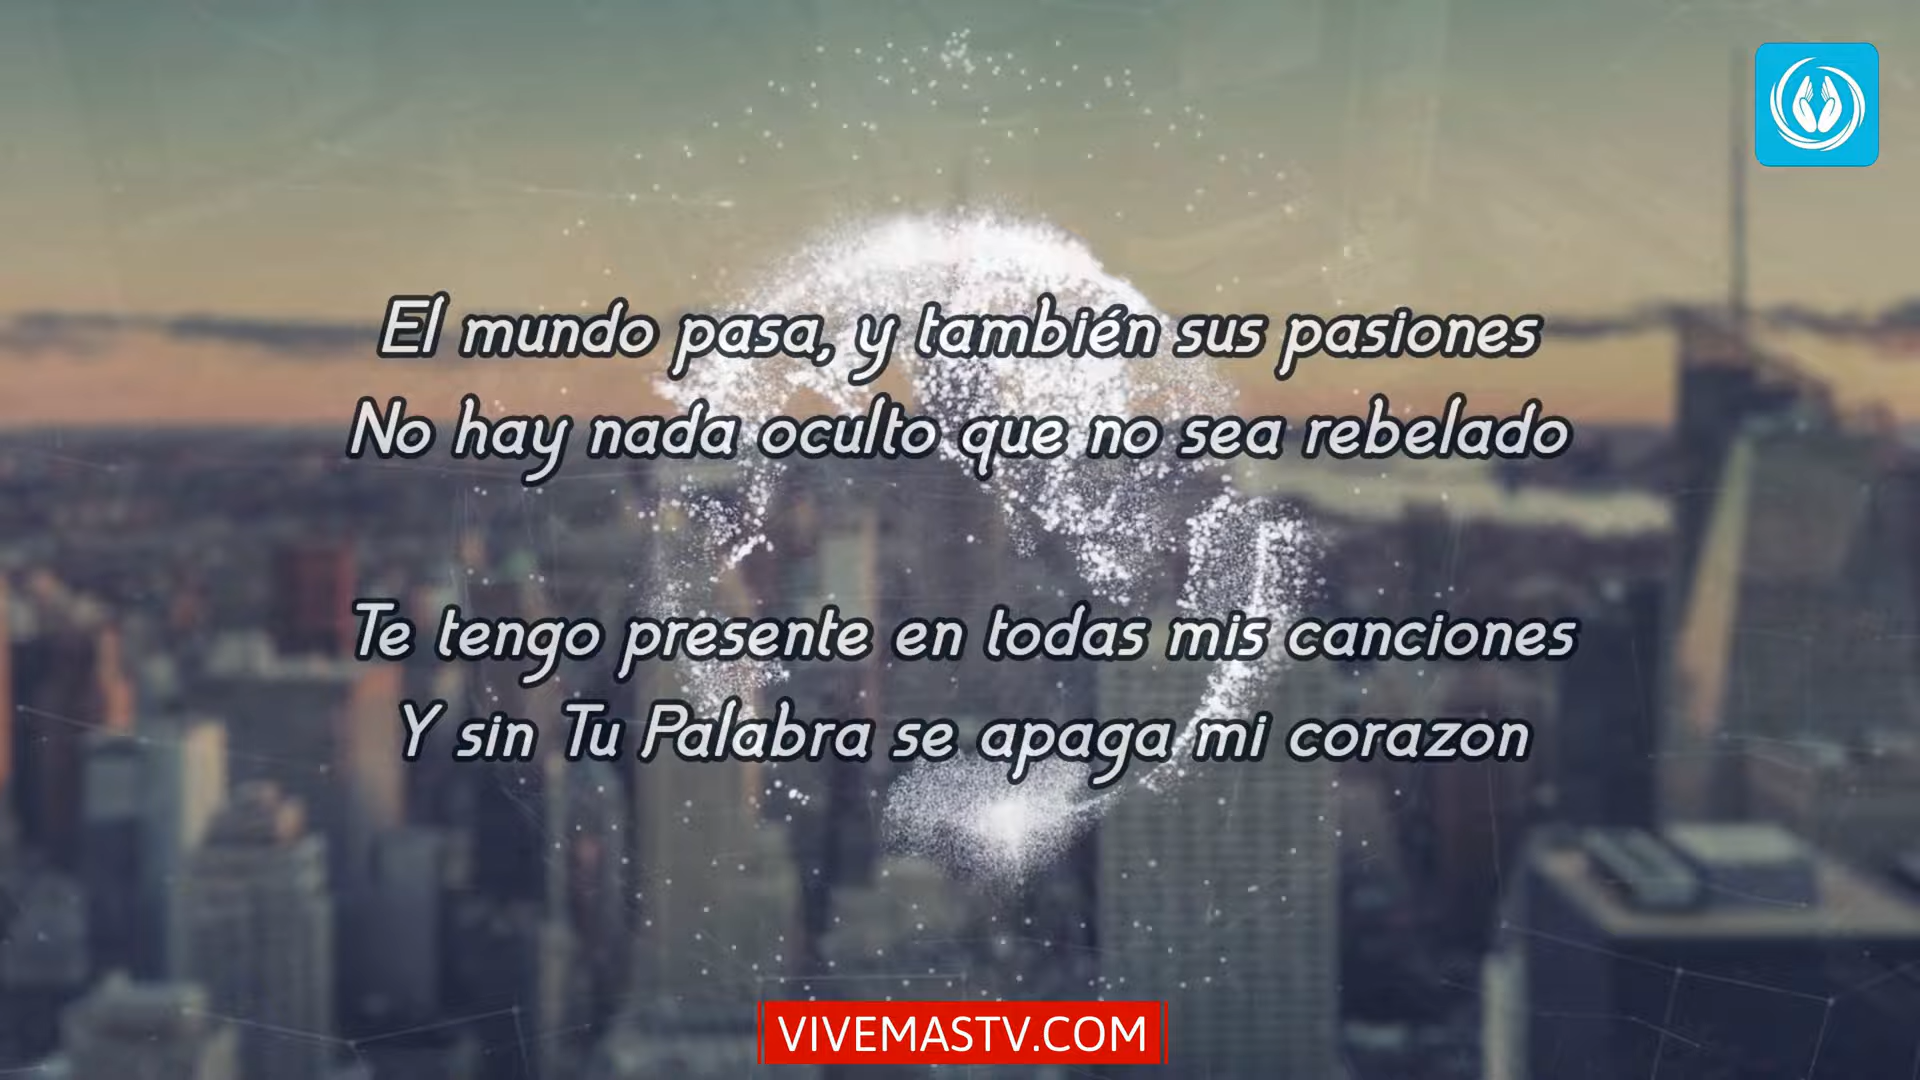 El mundo pasa, y también sus pasiones
No hay nada oculto que no sea rebelado
Te tengo presente en todas mis canciones
Y sin Tu Palabra se apaga mi corazon
VIVEMASTV.COM